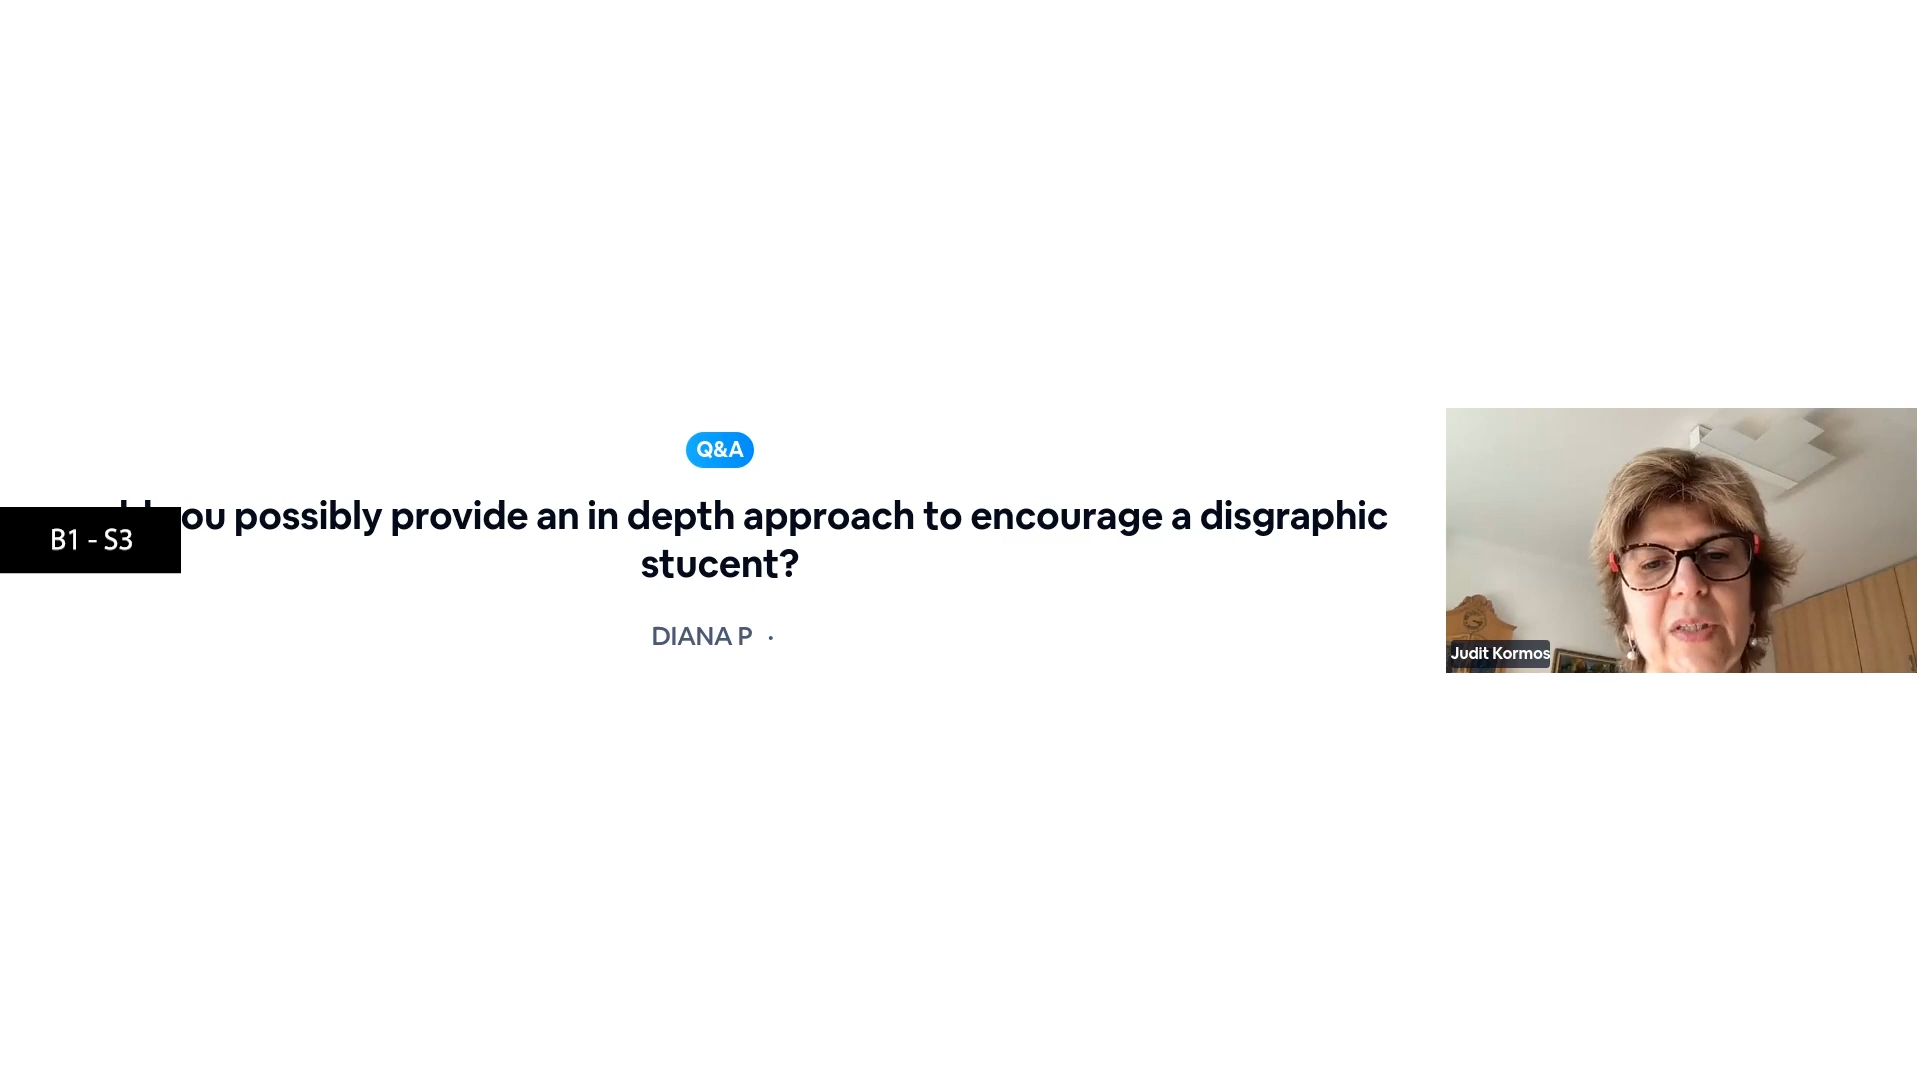 Q&A
ou possibly provide an in depth approach to encourage a disgraphic
stucent?
B1 - S3
DIANA P ·
Judit Kormos